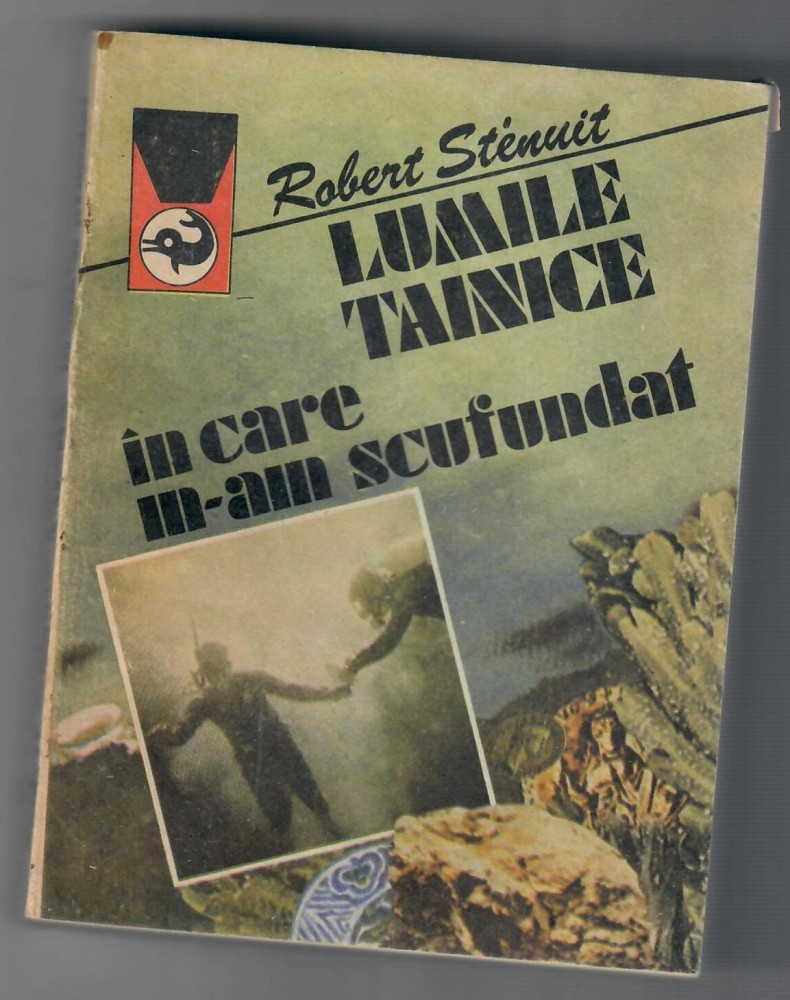 Robert Sténuit
LUMILE
TAINICE
în care
m-am scufundat